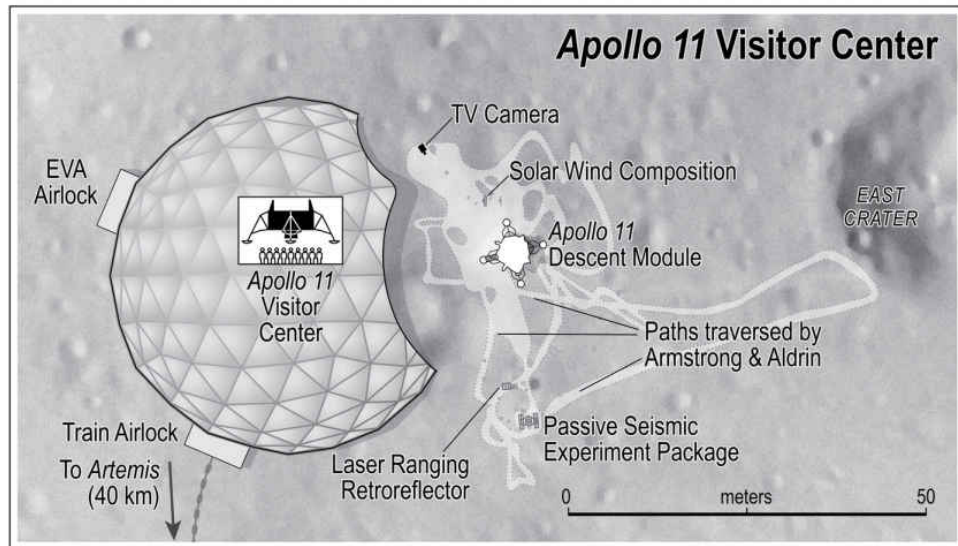 Apollo 11 Visitor Center
TV Camera
EVA
Airlock
Solar Wind Composition
EAST
CRATER
Apollo 11
Descent Module
Apollo 11
Visitor
Center
Paths traversed by
Armstrong & Aldrin
Train Airlock
Passive Seismic
Experiment Package
To Artemis
(40 km)
Laser Ranging
Retroreflector
0 meters 50